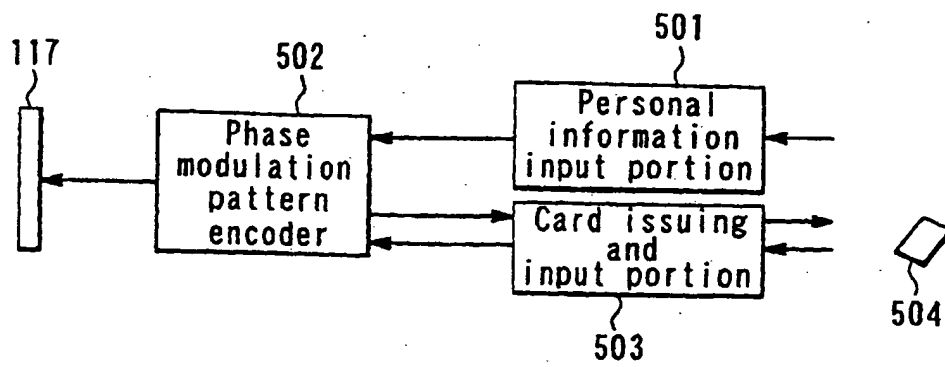 117
502
501
Phase
modulation
pattern
encoder
Personal
information
input portion
Card issuing
and
input portion
503
504